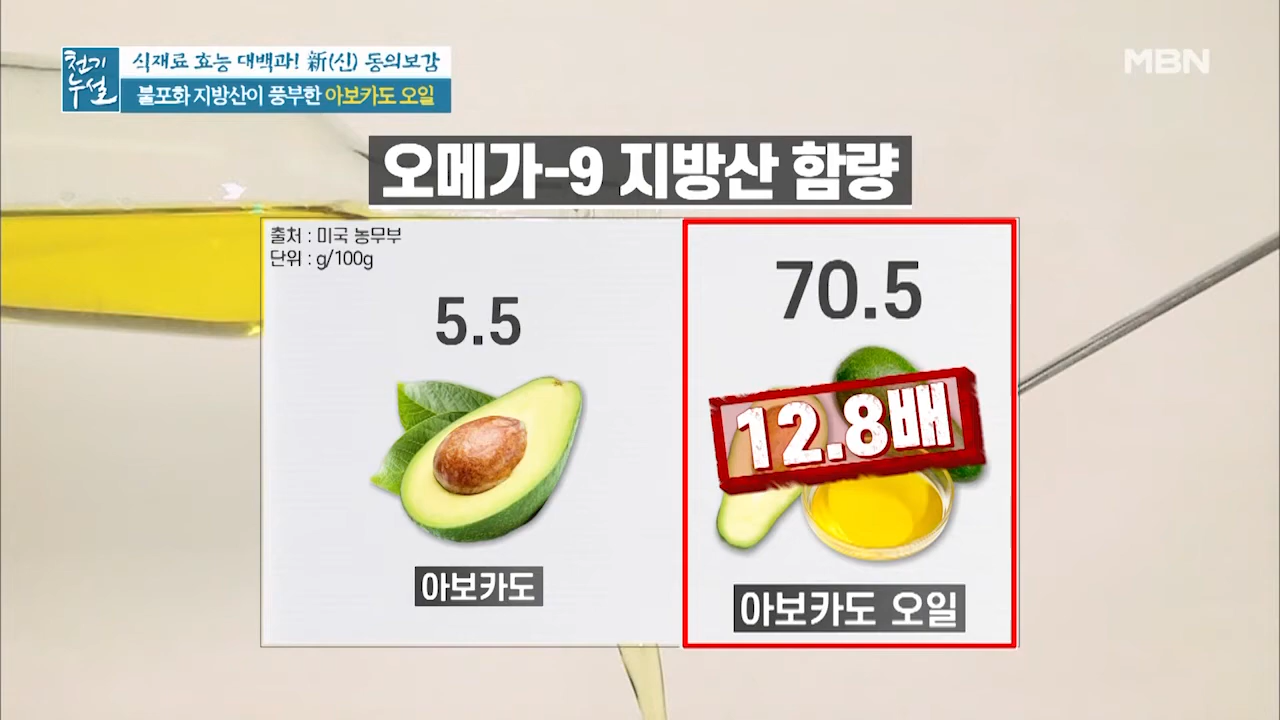 천기누설
식재료 효능 대백과! 新(신) 동의보감
불포화 지방산이 풍부한 아보카도 오일
MBN
오메가-9 지방산 함량
출처 : 미국 농무부
단위 : g/100g
5.5
70.5
12.8배
아보카도
아보카도 오일